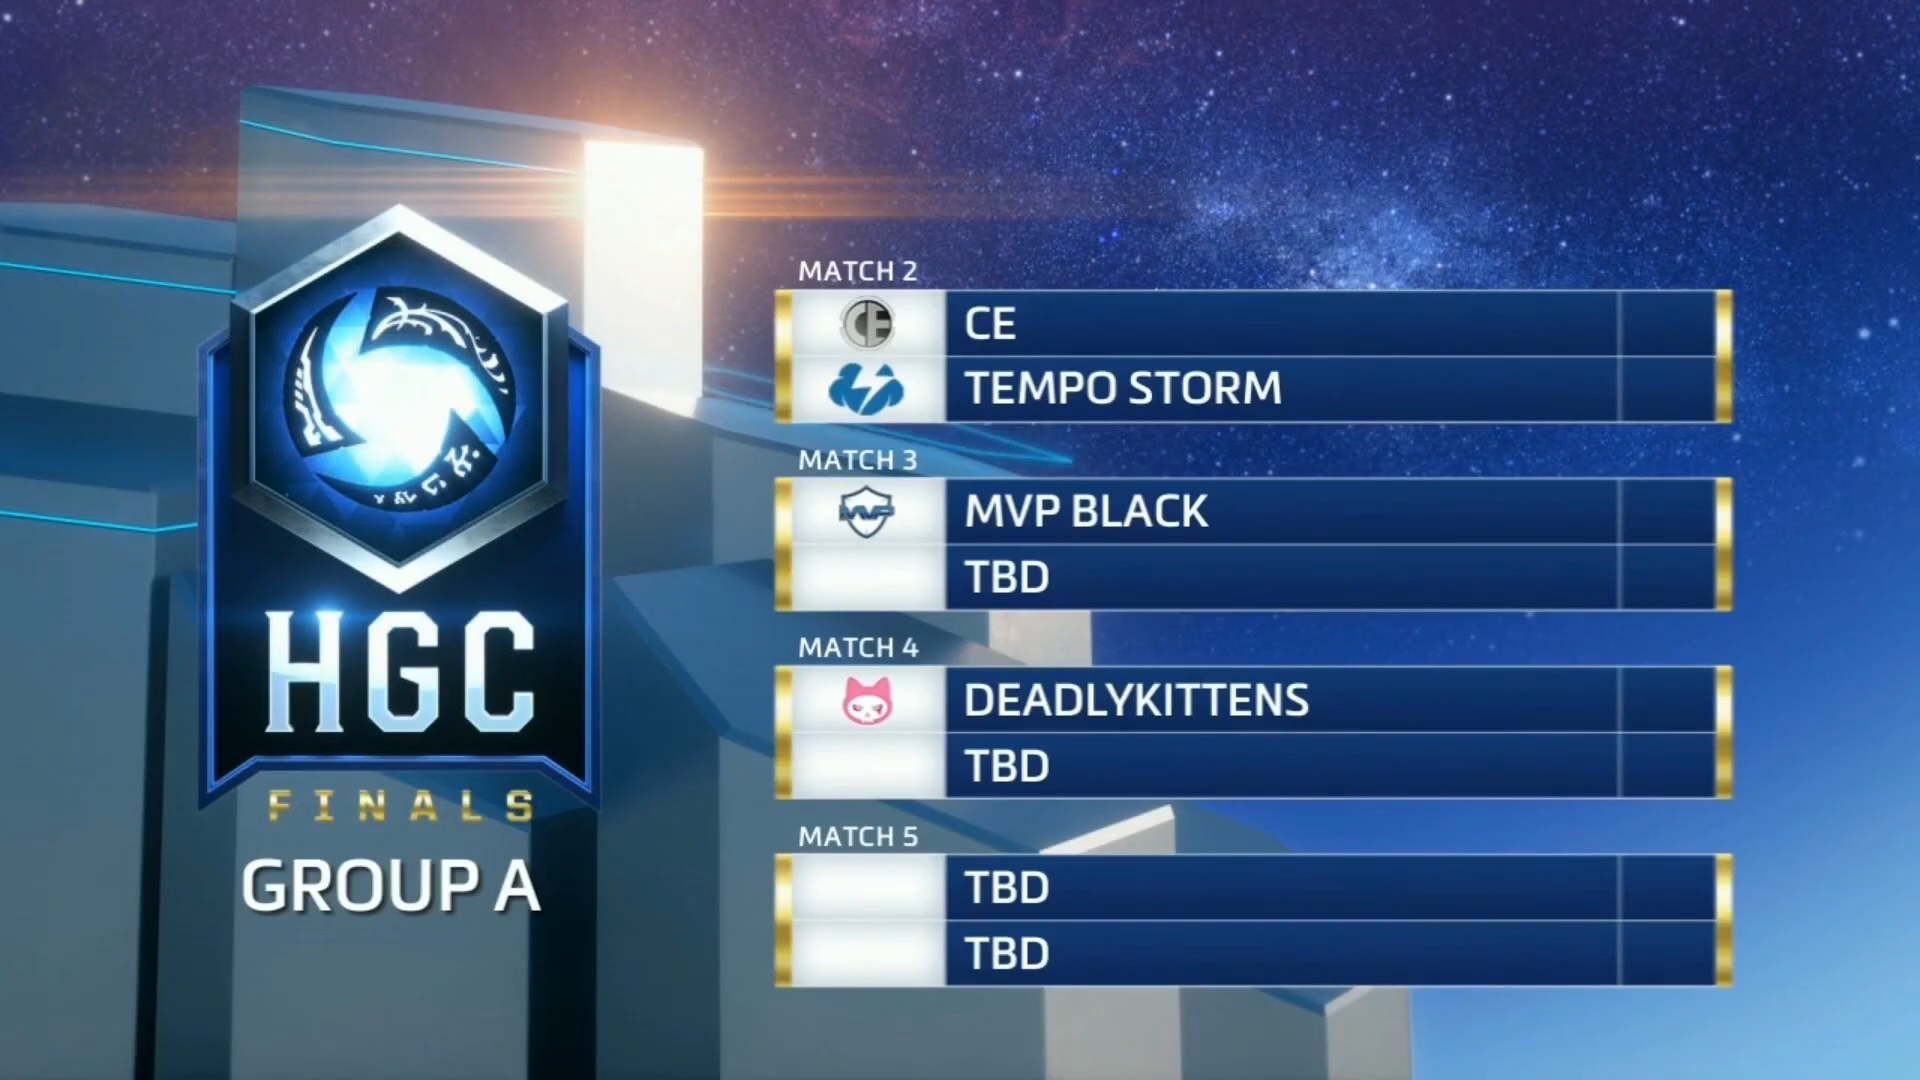 HGC
FINALS
GROUP A
MATCH 2
CE
TEMPO STORM
MATCH 3
MVP
MVP BLACK
TBD
MATCH 4
DEADLYKITTENS
TBD
MATCH 5
TBD
TBD